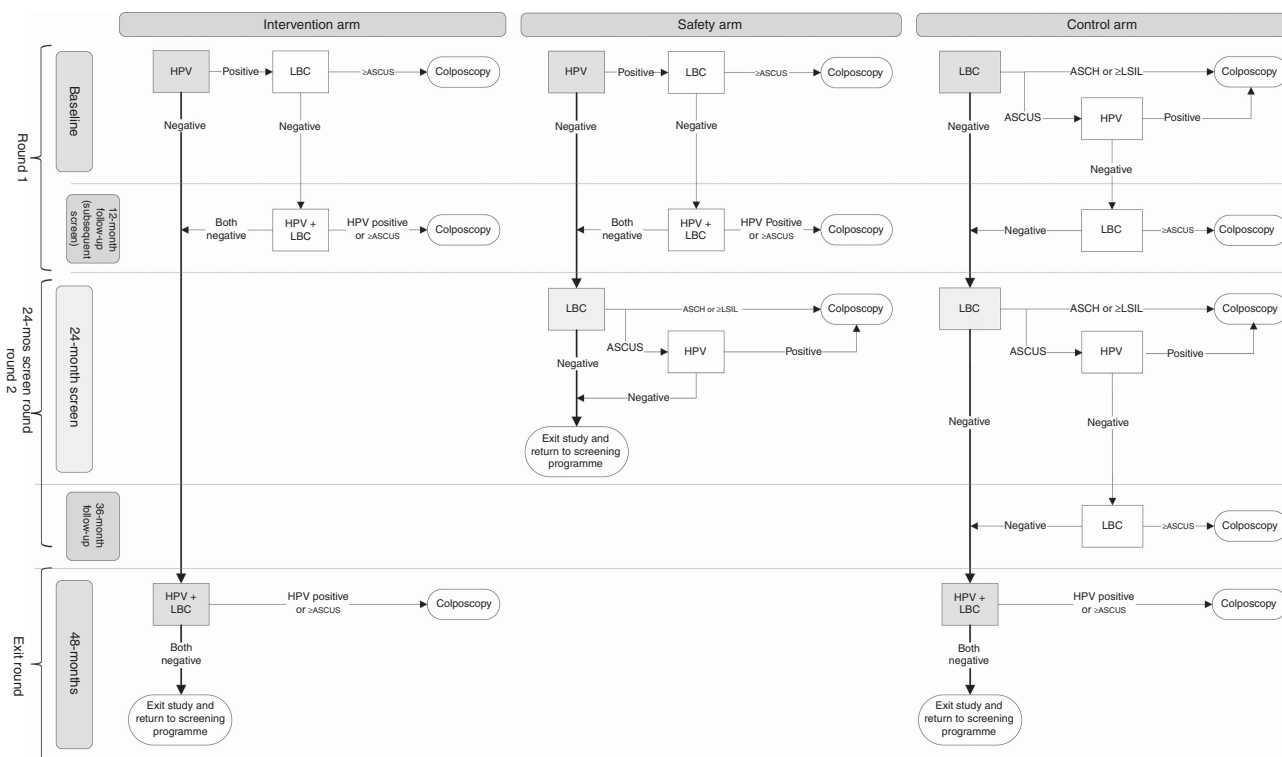 Intervention arm
Safety arm
Control arm
Round 1
Baseline
HPV
Positive
LBC
≥ASCUS
Colposcopy
Negative
Negative
HPV
Positive
LBC
≥ASCUS
Colposcopy
Negative
Negative
LBC
ASCH or ≥LSIL
Colposcopy
ASCUS
HPV
Positive
Negative
Negative
12-month
follow-up
(subsequent
screen)
Both
negative
HPV +
LBC
HPV positive
or ≥ASCUS
Colposcopy
Both
negative
HPV +
LBC
HPV Positive
or ≥ASCUS
Colposcopy
Negative
LBC
≥ASCUS
Colposcopy
24-mos screen round
round 2
24-month screen
LBC
ASCH or ≥LSIL
Colposcopy
ASCUS
HPV
Positive
Negative
Negative
Exit study and
return to screening
programme
LBC
ASCH or ≥LSIL
Colposcopy
ASCUS
HPV
Positive
Negative
Negative
36-month
follow-up
Negative
LBC
≥ASCUS
Colposcopy
Exit round
48-months
HPV +
LBC
HPV positive
or ≥ASCUS
Colposcopy
Both
negative
Exit study and
return to screening
programme
HPV +
LBC
HPV positive
or ≥ASCUS
Colposcopy
Both
negative
Exit study and
return to screening
programme